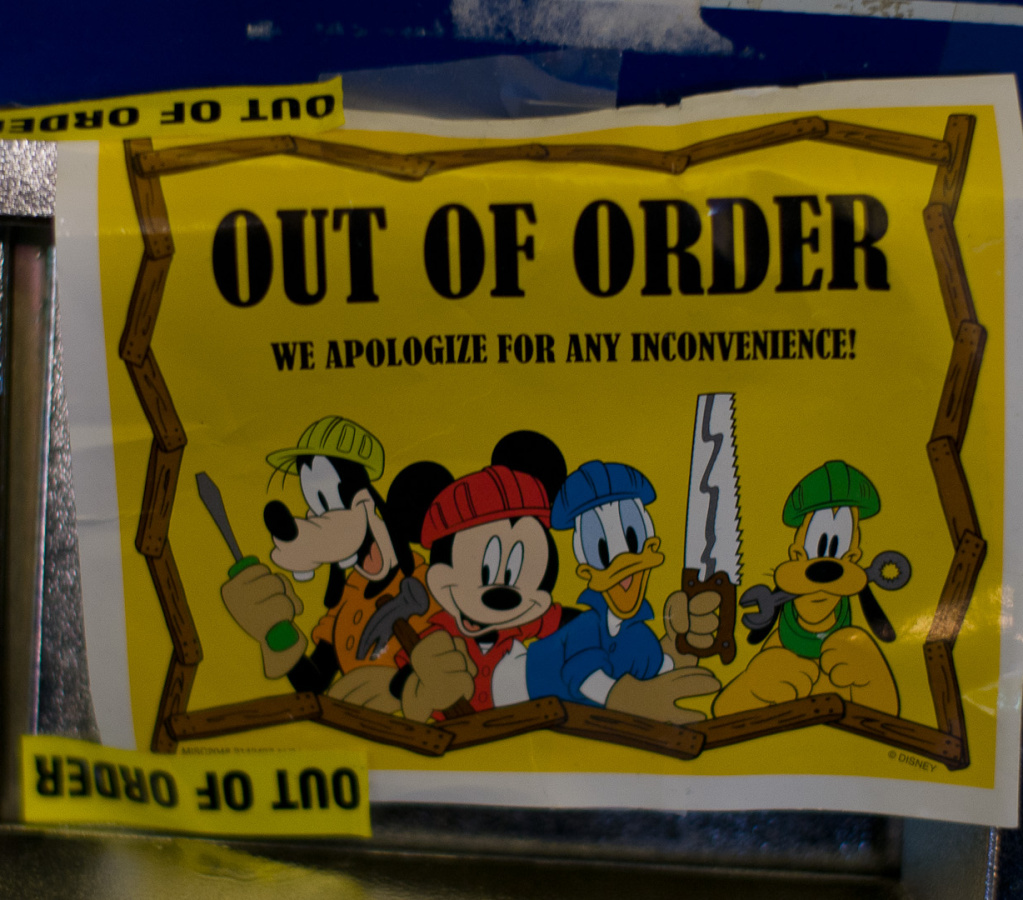 OUT OF ORDER
OUT OF ORDER
WE APOLOGIZE FOR ANY INCONVENIENCE!
© DISNEY
OUT OF ORDER